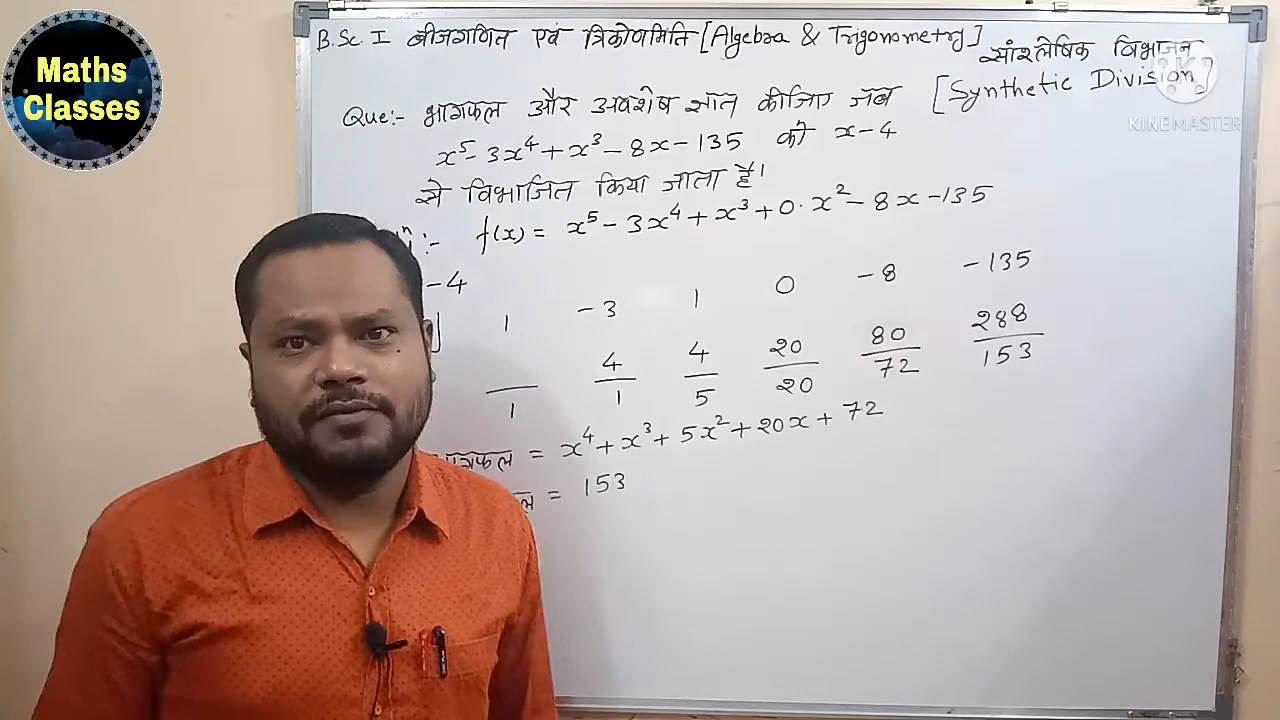 Maths
Classes
B.Sc. I बीजगणित एवं त्रिकोणमिति [Algebra & Trigonometry]
सांश्लेषिक विभाजन
[Synthetic Division
KINEMASTER
Que:- भागफल और अवशेष ज्ञात कीजिए जब
x⁵-3x⁴+x³-8x-135 को x-4
से विभाजित किया जाता है।
:- f(x) = x⁵-3x⁴+x³+0·x²-8x-135
-4
1 -3 1 0 -8 -135
4 4 20 80 288
1 1 5 20 72 153
भागफल = x⁴+x³+5x²+20x+72
= 153